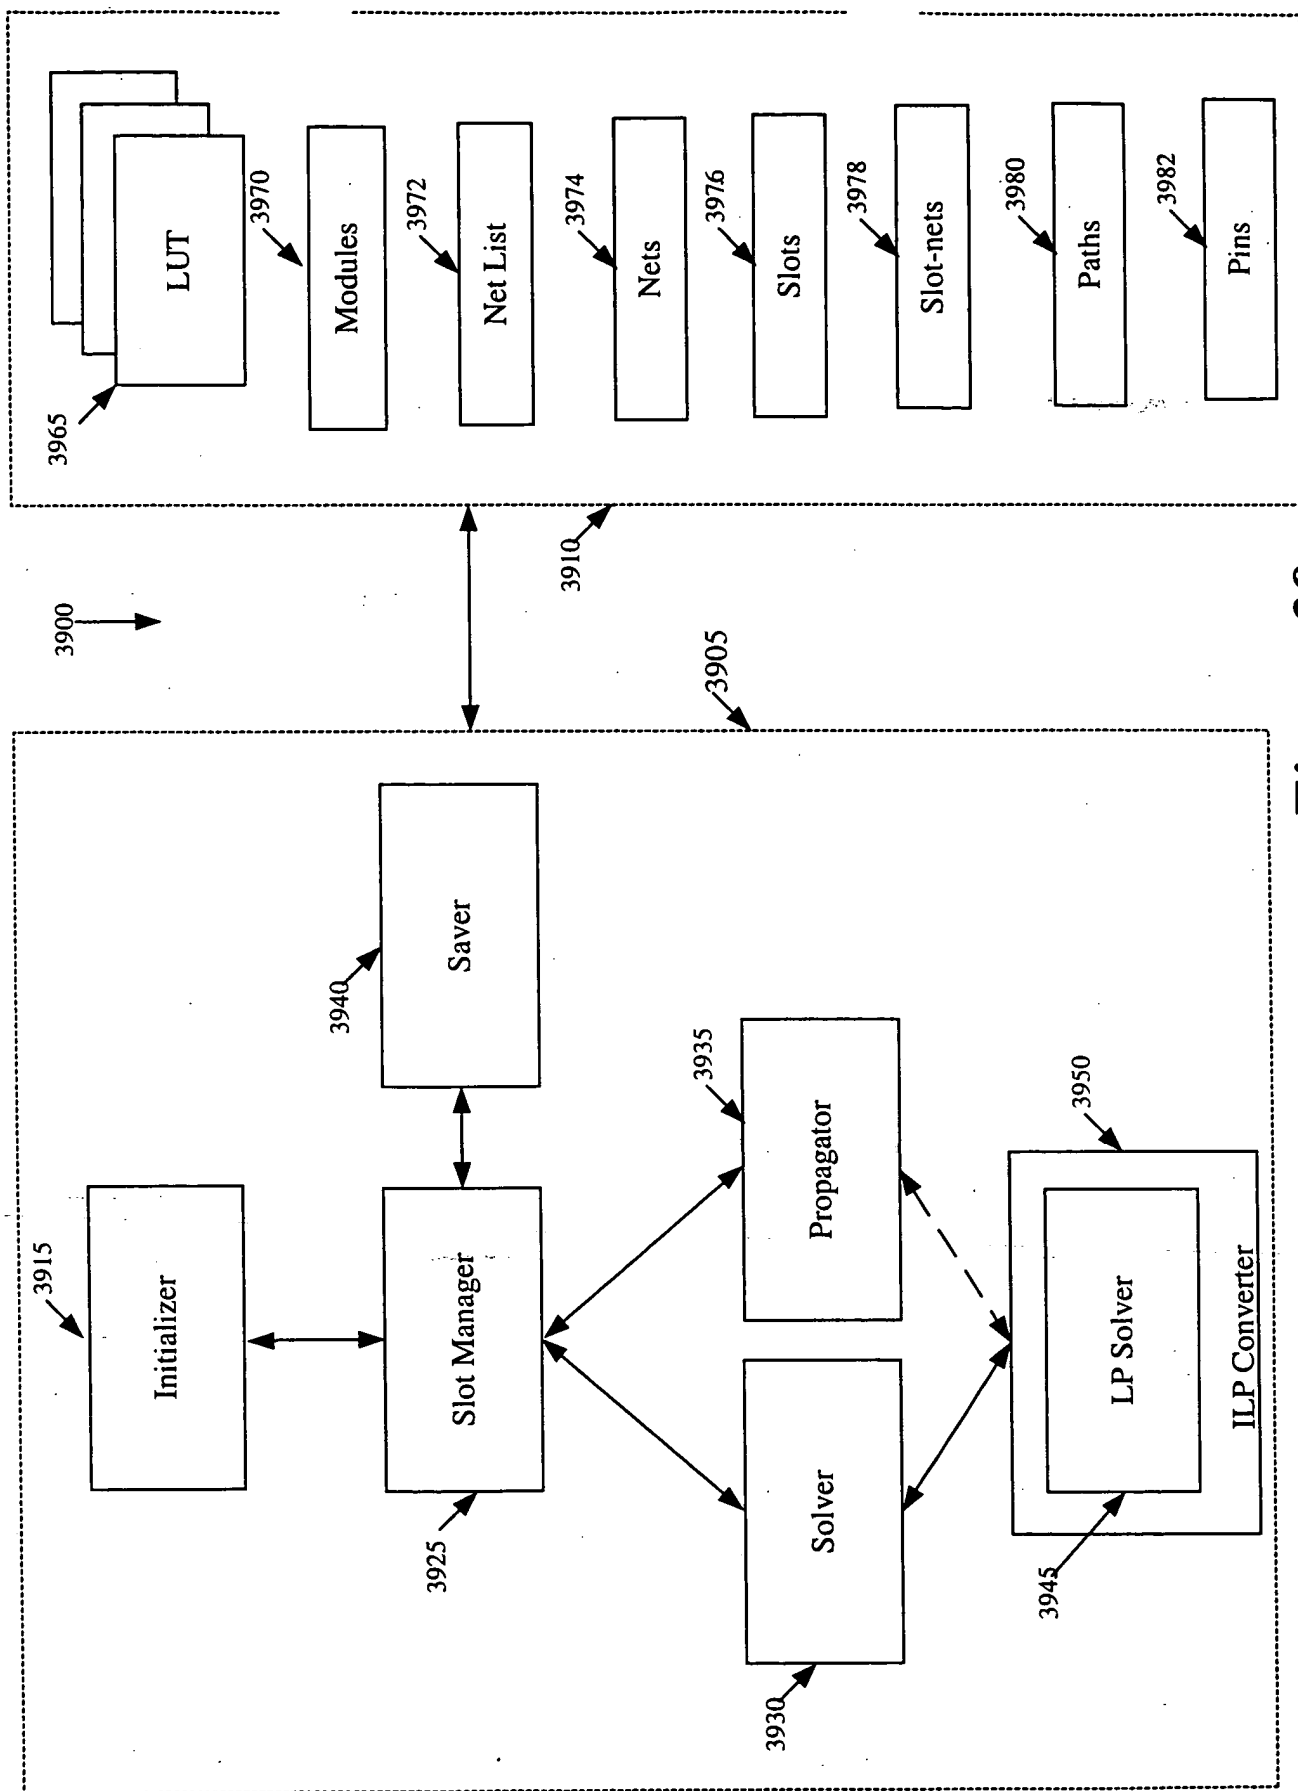 3900
3905
3915
Initializer
3925
Slot Manager
3940
Saver
3930
Solver
3935
Propagator
3945
LP Solver
ILP Converter
3950
3910
3965
LUT
3970
Modules
3972
Net List
3974
Nets
3976
Slots
3978
Slot-nets
3980
Paths
3982
Pins